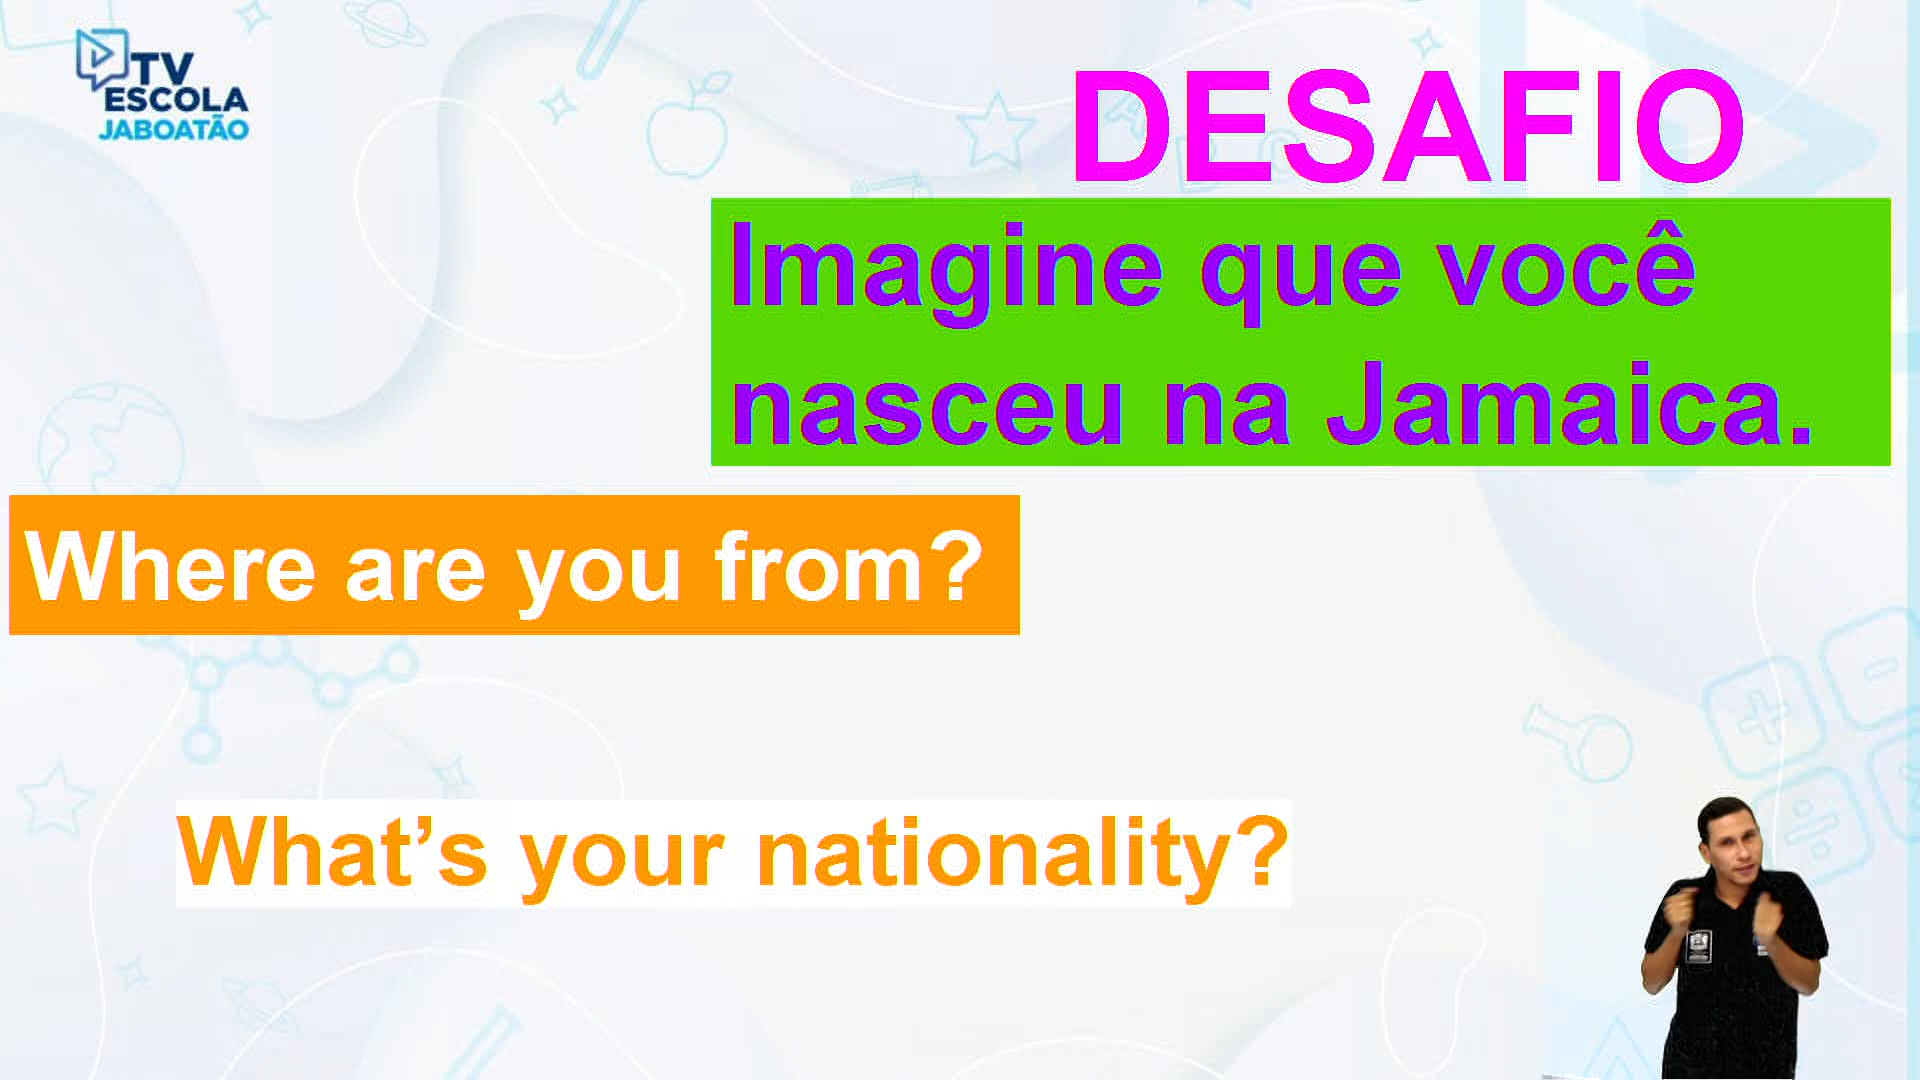 TV
ESCOLA
JABOATÃO
DESAFIO
Imagine que você
nasceu na Jamaica.
Where are you from?
What’s your nationality?